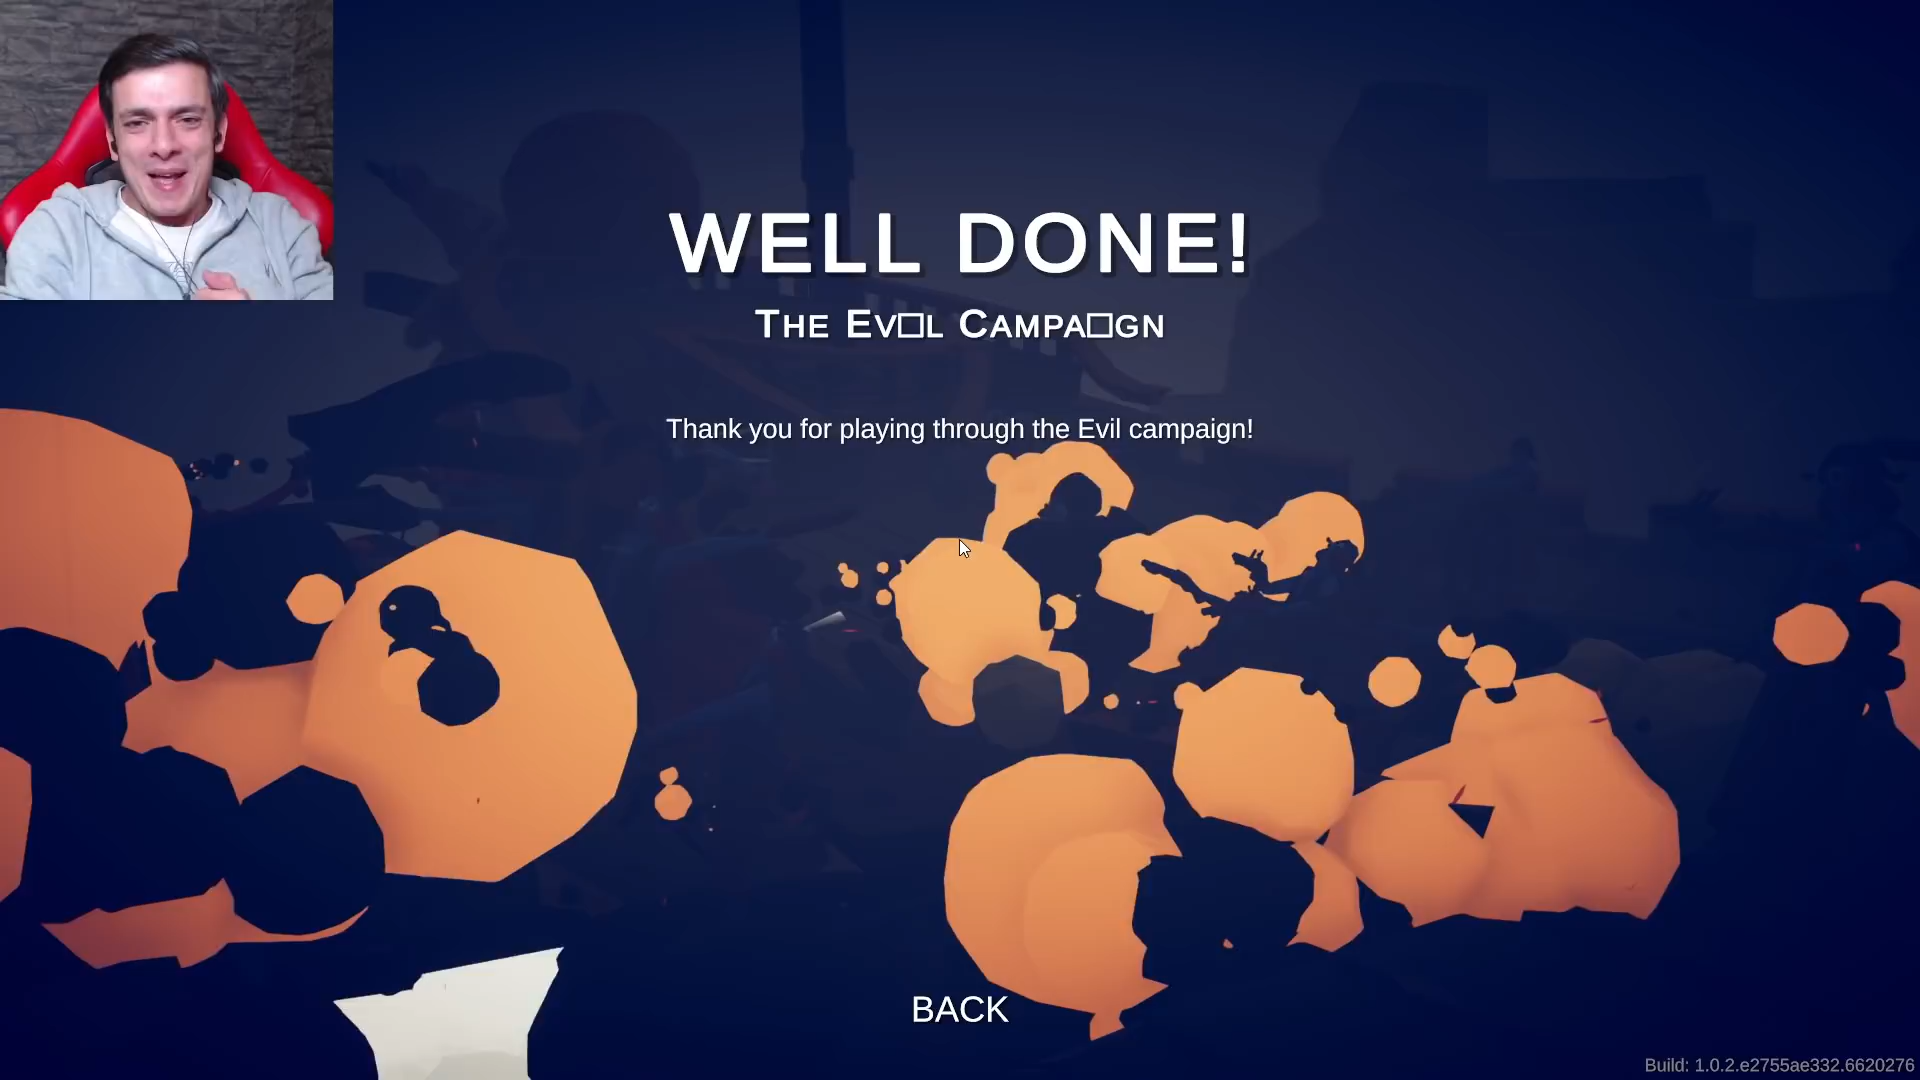 WELL DONE!
The Ev□l Campa□gn
Thank you for playing through the Evil campaign!
BACK
Build: 1.0.2.e2755ae332.6620276